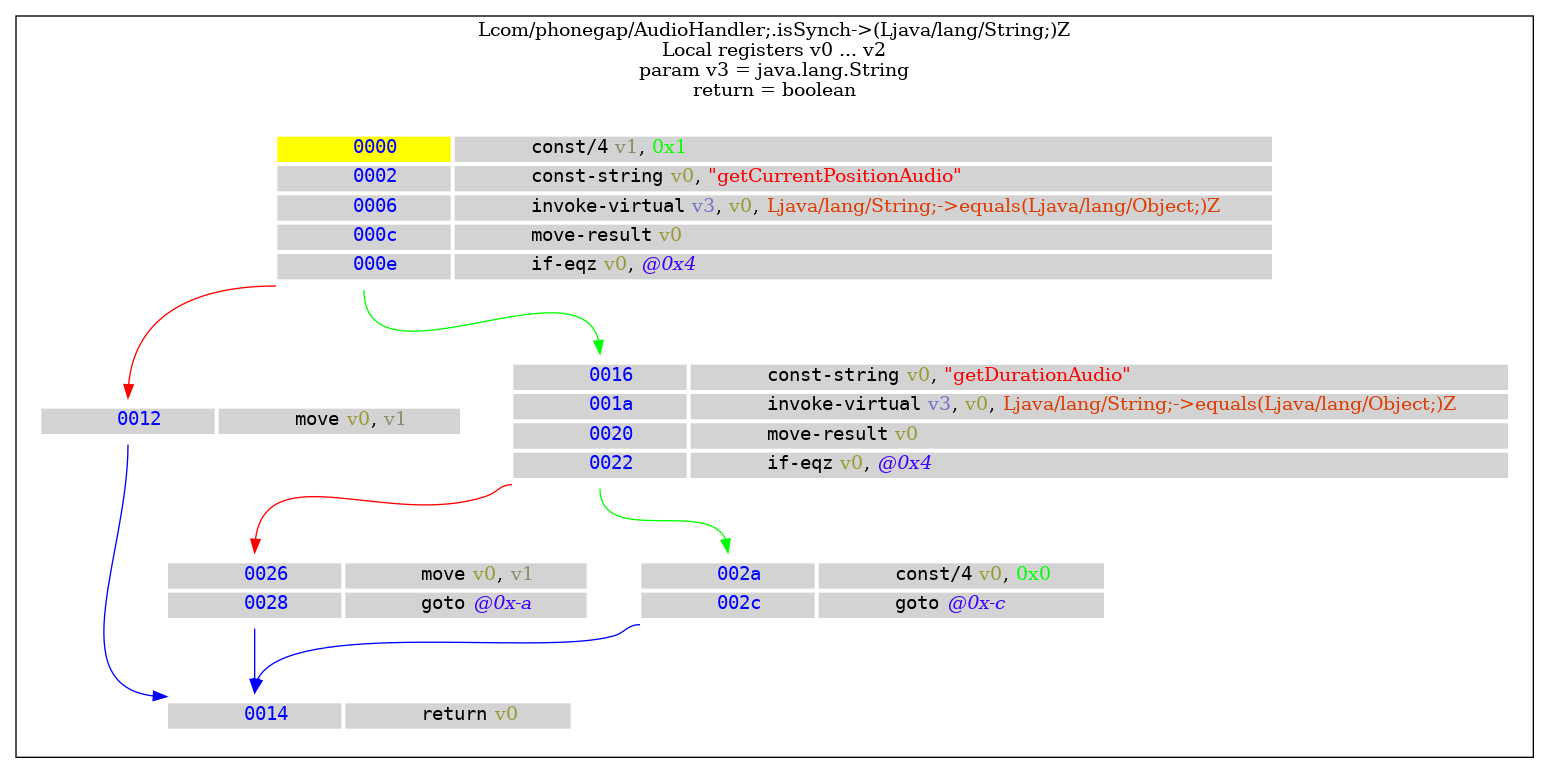 Lcom/phonegap/AudioHandler;.isSynch->(Ljava/lang/String;)Z
Local registers v0 ... v2
param v3 = java.lang.String
return = boolean
0000 const/4 v1, 0x1
0002 const-string v0, "getCurrentPositionAudio"
0006 invoke-virtual v3, v0, Ljava/lang/String;->equals(Ljava/lang/Object;)Z
000c move-result v0
000e if-eqz v0, @0x4
0016 const-string v0, "getDurationAudio"
001a invoke-virtual v3, v0, Ljava/lang/String;->equals(Ljava/lang/Object;)Z
0020 move-result v0
0022 if-eqz v0, @0x4
0012 move v0, v1
0026 move v0, v1
0028 goto @0x-a
002a const/4 v0, 0x0
002c goto @0x-c
0014 return v0